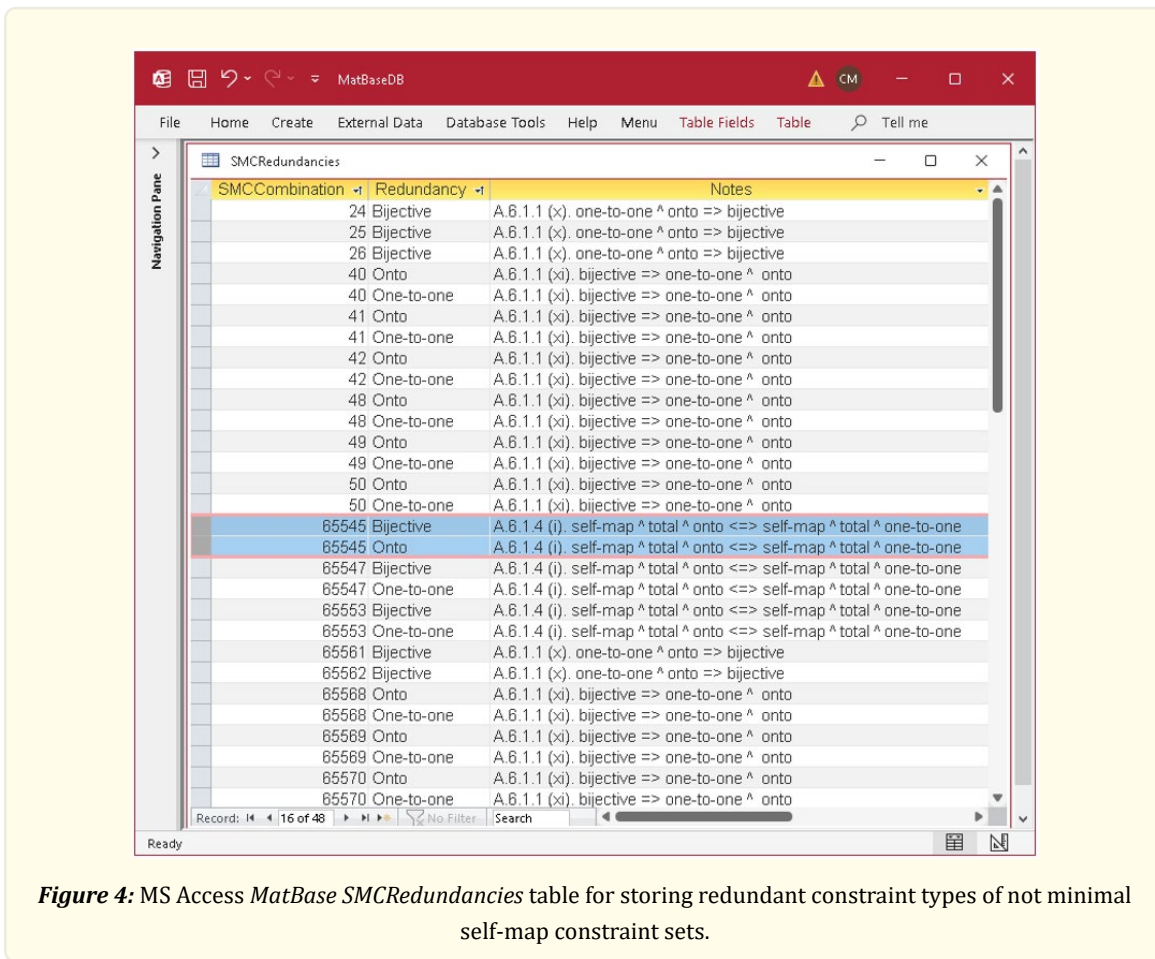 MatBaseDB CM
File Home Create External Data Database Tools Help Menu Table Fields Table Tell me
Navigation Pane
SMCRedundancies
SMCCombination Redundancy Notes
24 Bijective A.6.1.1 (x). one-to-one ^ onto => bijective
25 Bijective A.6.1.1 (x). one-to-one ^ onto => bijective
26 Bijective A.6.1.1 (x). one-to-one ^ onto => bijective
40 Onto A.6.1.1 (xi). bijective => one-to-one ^ onto
40 One-to-one A.6.1.1 (xi). bijective => one-to-one ^ onto
41 Onto A.6.1.1 (xi). bijective => one-to-one ^ onto
41 One-to-one A.6.1.1 (xi). bijective => one-to-one ^ onto
42 Onto A.6.1.1 (xi). bijective => one-to-one ^ onto
42 One-to-one A.6.1.1 (xi). bijective => one-to-one ^ onto
48 Onto A.6.1.1 (xi). bijective => one-to-one ^ onto
48 One-to-one A.6.1.1 (xi). bijective => one-to-one ^ onto
49 Onto A.6.1.1 (xi). bijective => one-to-one ^ onto
49 One-to-one A.6.1.1 (xi). bijective => one-to-one ^ onto
50 Onto A.6.1.1 (xi). bijective => one-to-one ^ onto
50 One-to-one A.6.1.1 (xi). bijective => one-to-one ^ onto
65545 Bijective A.6.1.4 (i). self-map ^ total ^ onto <=> self-map ^ total ^ one-to-one
65545 Onto A.6.1.4 (i). self-map ^ total ^ onto <=> self-map ^ total ^ one-to-one
65547 Bijective A.6.1.4 (i). self-map ^ total ^ onto <=> self-map ^ total ^ one-to-one
65547 One-to-one A.6.1.4 (i). self-map ^ total ^ onto <=> self-map ^ total ^ one-to-one
65553 Bijective A.6.1.4 (i). self-map ^ total ^ onto <=> self-map ^ total ^ one-to-one
65553 One-to-one A.6.1.4 (i). self-map ^ total ^ onto <=> self-map ^ total ^ one-to-one
65561 Bijective A.6.1.1 (x). one-to-one ^ onto => bijective
65562 Bijective A.6.1.1 (x). one-to-one ^ onto => bijective
65568 Onto A.6.1.1 (xi). bijective => one-to-one ^ onto
65568 One-to-one A.6.1.1 (xi). bijective => one-to-one ^ onto
65569 Onto A.6.1.1 (xi). bijective => one-to-one ^ onto
65569 One-to-one A.6.1.1 (xi). bijective => one-to-one ^ onto
65570 Onto A.6.1.1 (xi). bijective => one-to-one ^ onto
65570 One-to-one A.6.1.1 (xi). bijective => one-to-one ^ onto
Record: 16 of 48 No Filter Search
Ready
Figure 4: MS Access MatBase SMCRedundancies table for storing redundant constraint types of not minimal
self-map constraint sets.